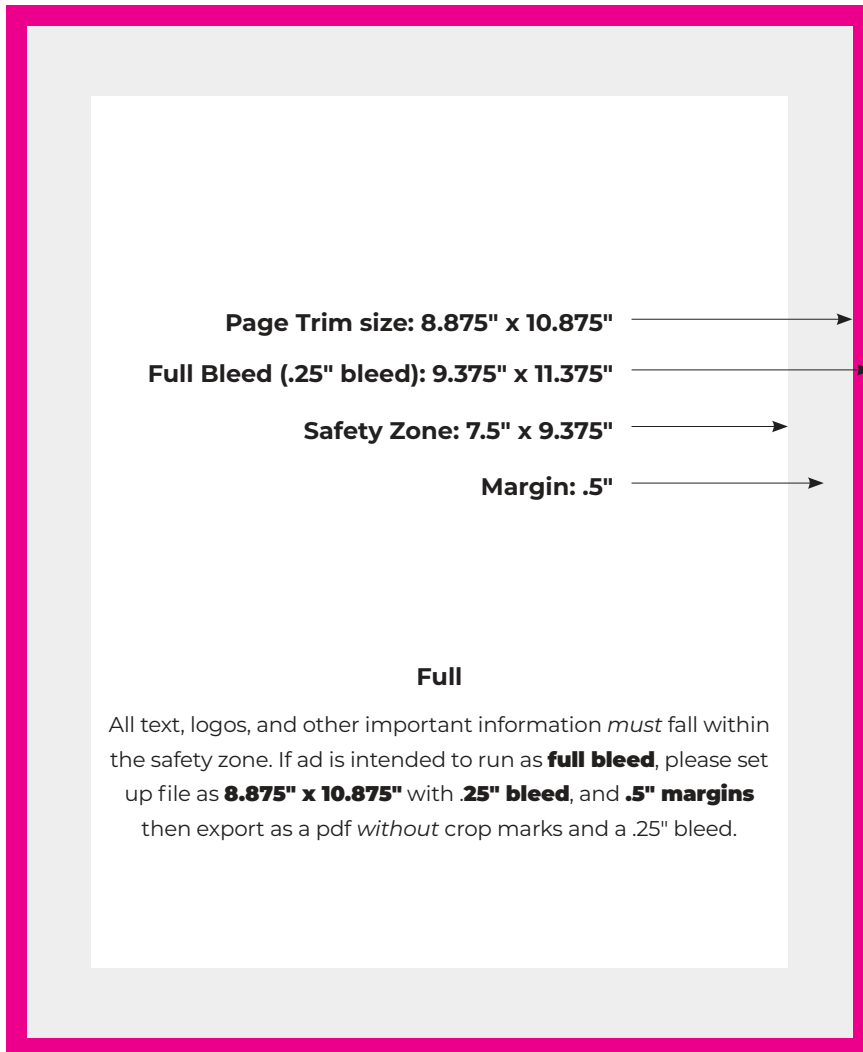 Page Trim size: 8.875" x 10.875"
Full Bleed (.25" bleed): 9.375" x 11.375"
Safety Zone: 7.5" x 9.375"
Margin: .5"
Full
All text, logos, and other important information must fall within
the safety zone. If ad is intended to run as full bleed, please set
up file as 8.875" x 10.875" with .25" bleed, and .5" margins
then export as a pdf without crop marks and a .25" bleed.